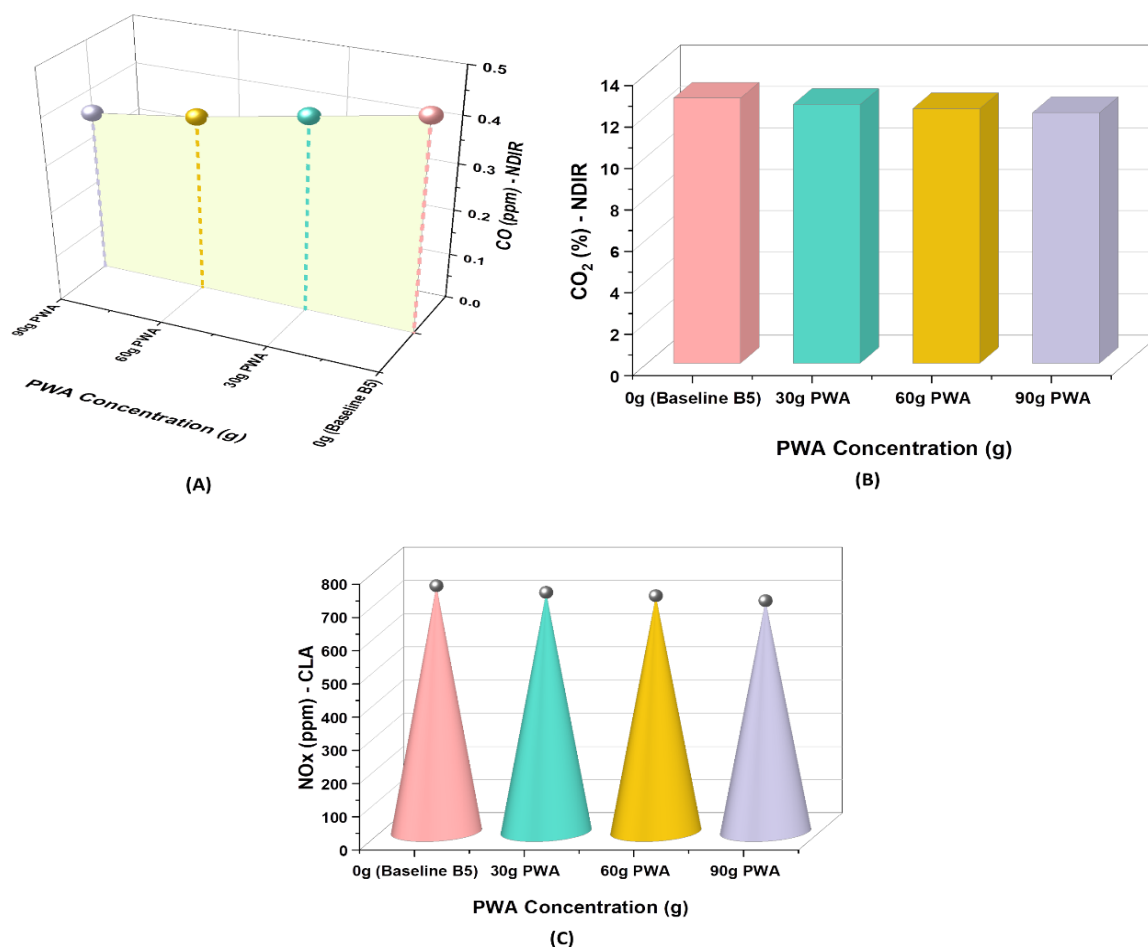 0.5
0.4
0.3
0.2
0.1
0.0
CO (ppm) - NDIR
90g PWA
60g PWA
30g PWA
0g (Baseline B5)
PWA Concentration (g)
(A)
14
12
10
8
6
4
2
0
CO₂ (%) - NDIR
0g (Baseline B5) 30g PWA 60g PWA 90g PWA
PWA Concentration (g)
(B)
800
700
600
500
400
300
200
100
0
NOx (ppm) - CLA
0g (Baseline B5) 30g PWA 60g PWA 90g PWA
PWA Concentration (g)
(C)